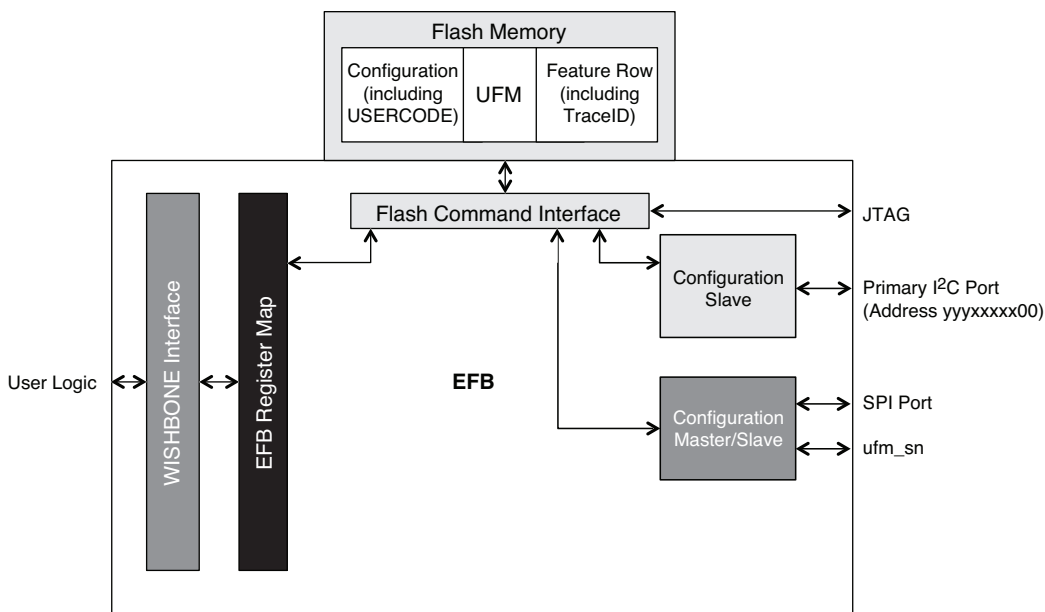 Flash Memory
Configuration
(including
USERCODE)
UFM
Feature Row
(including
TraceID)
Flash Command Interface
JTAG
Configuration
Slave
Primary I²C Port
(Address yyyxxxxx00)
User Logic
WISHBONE Interface
EFB Register Map
EFB
Configuration
Master/Slave
SPI Port
ufm_sn